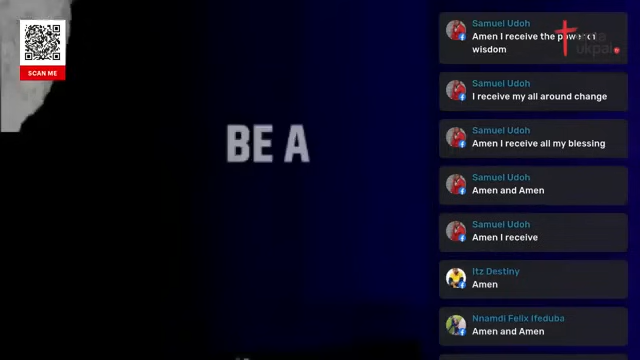 SCAN ME
BE A
Samuel Udoh
Amen I receive the power
wisdom
Samuel Udoh
I receive my all around change
Samuel Udoh
Amen I receive all my blessing
Samuel Udoh
Amen and Amen
Samuel Udoh
Amen I receive
Itz Destiny
Amen
Nnamdi Felix Ifeduba
Amen and Amen
ukpai